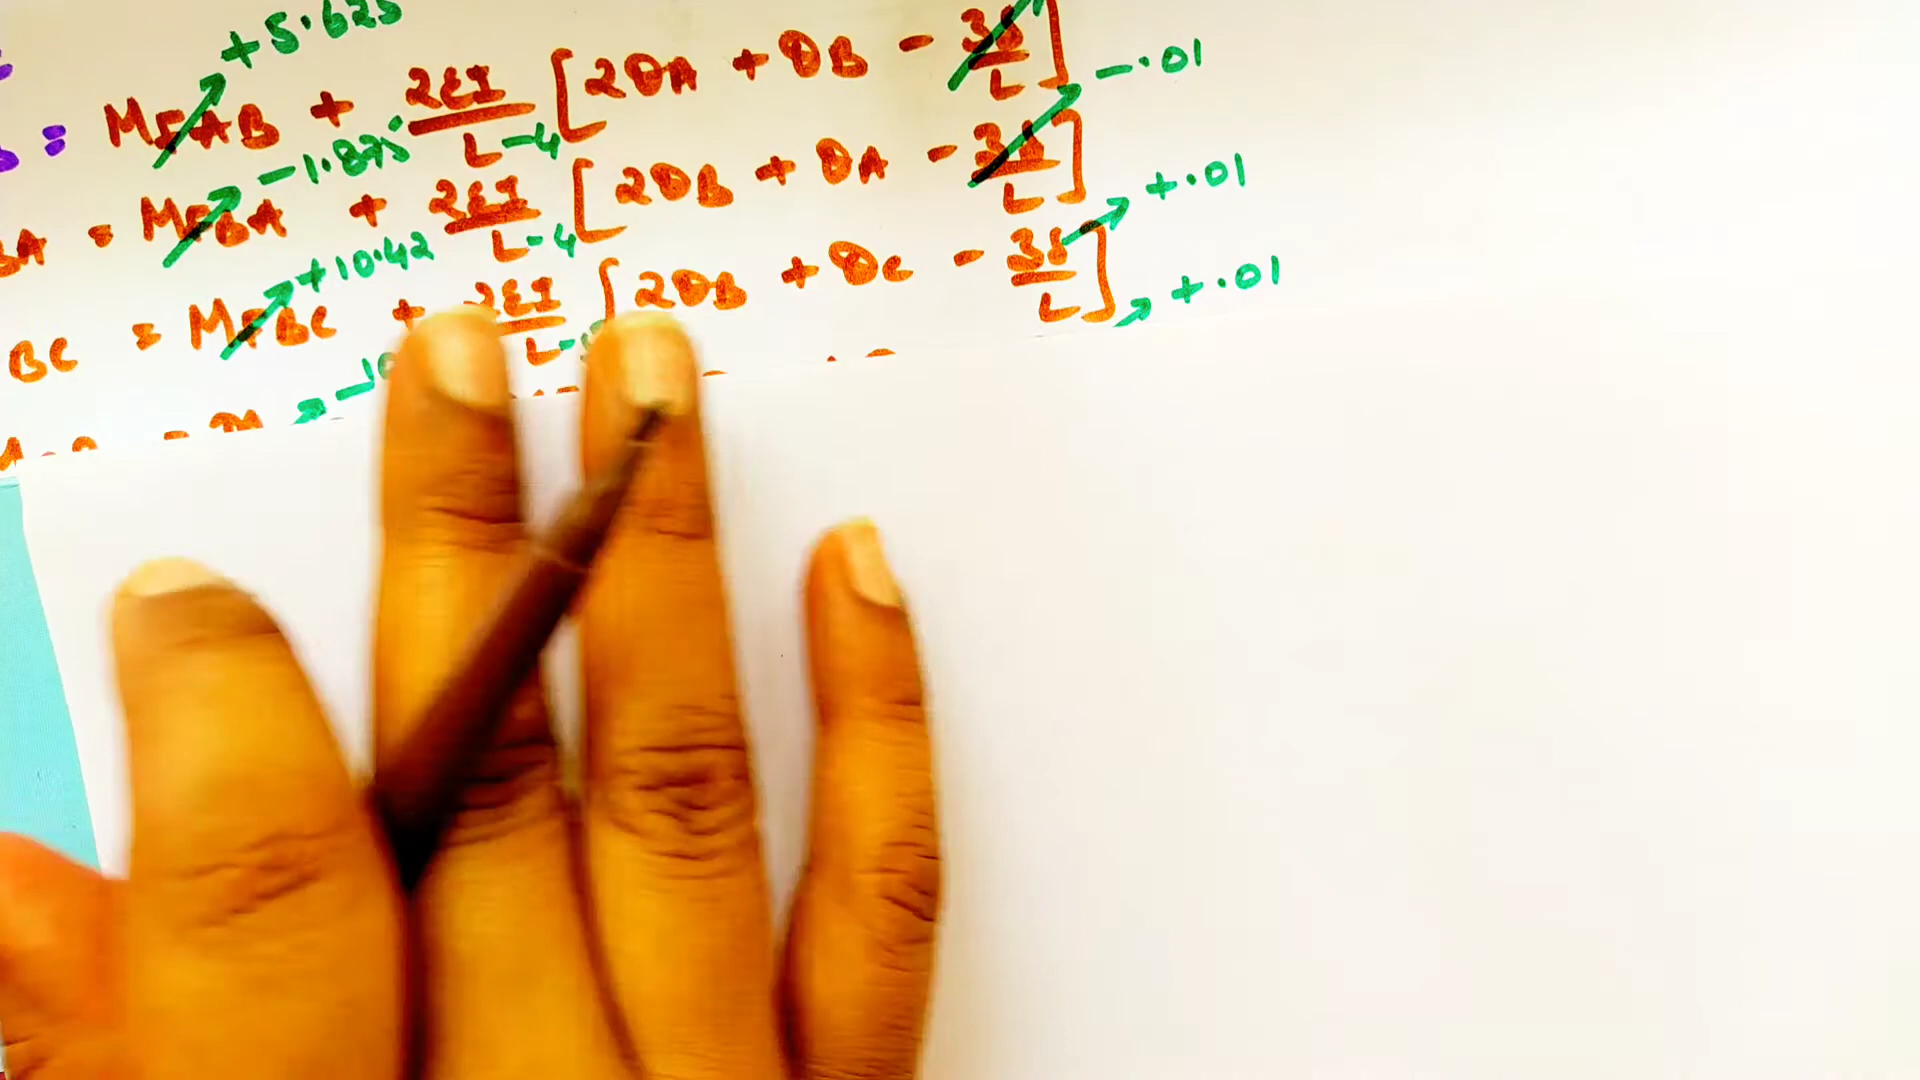 +5.625
= MFAB + 2EI/L [2θA + θB - 3δ/L] -.01
-1.875 -4
BA = MFBA + 2EI/L [2θB + θA - 3δ/L] +.01
+10.42 -4
BC = MFBC + 2EI/L [2θB + θC - 3δ/L] +.01